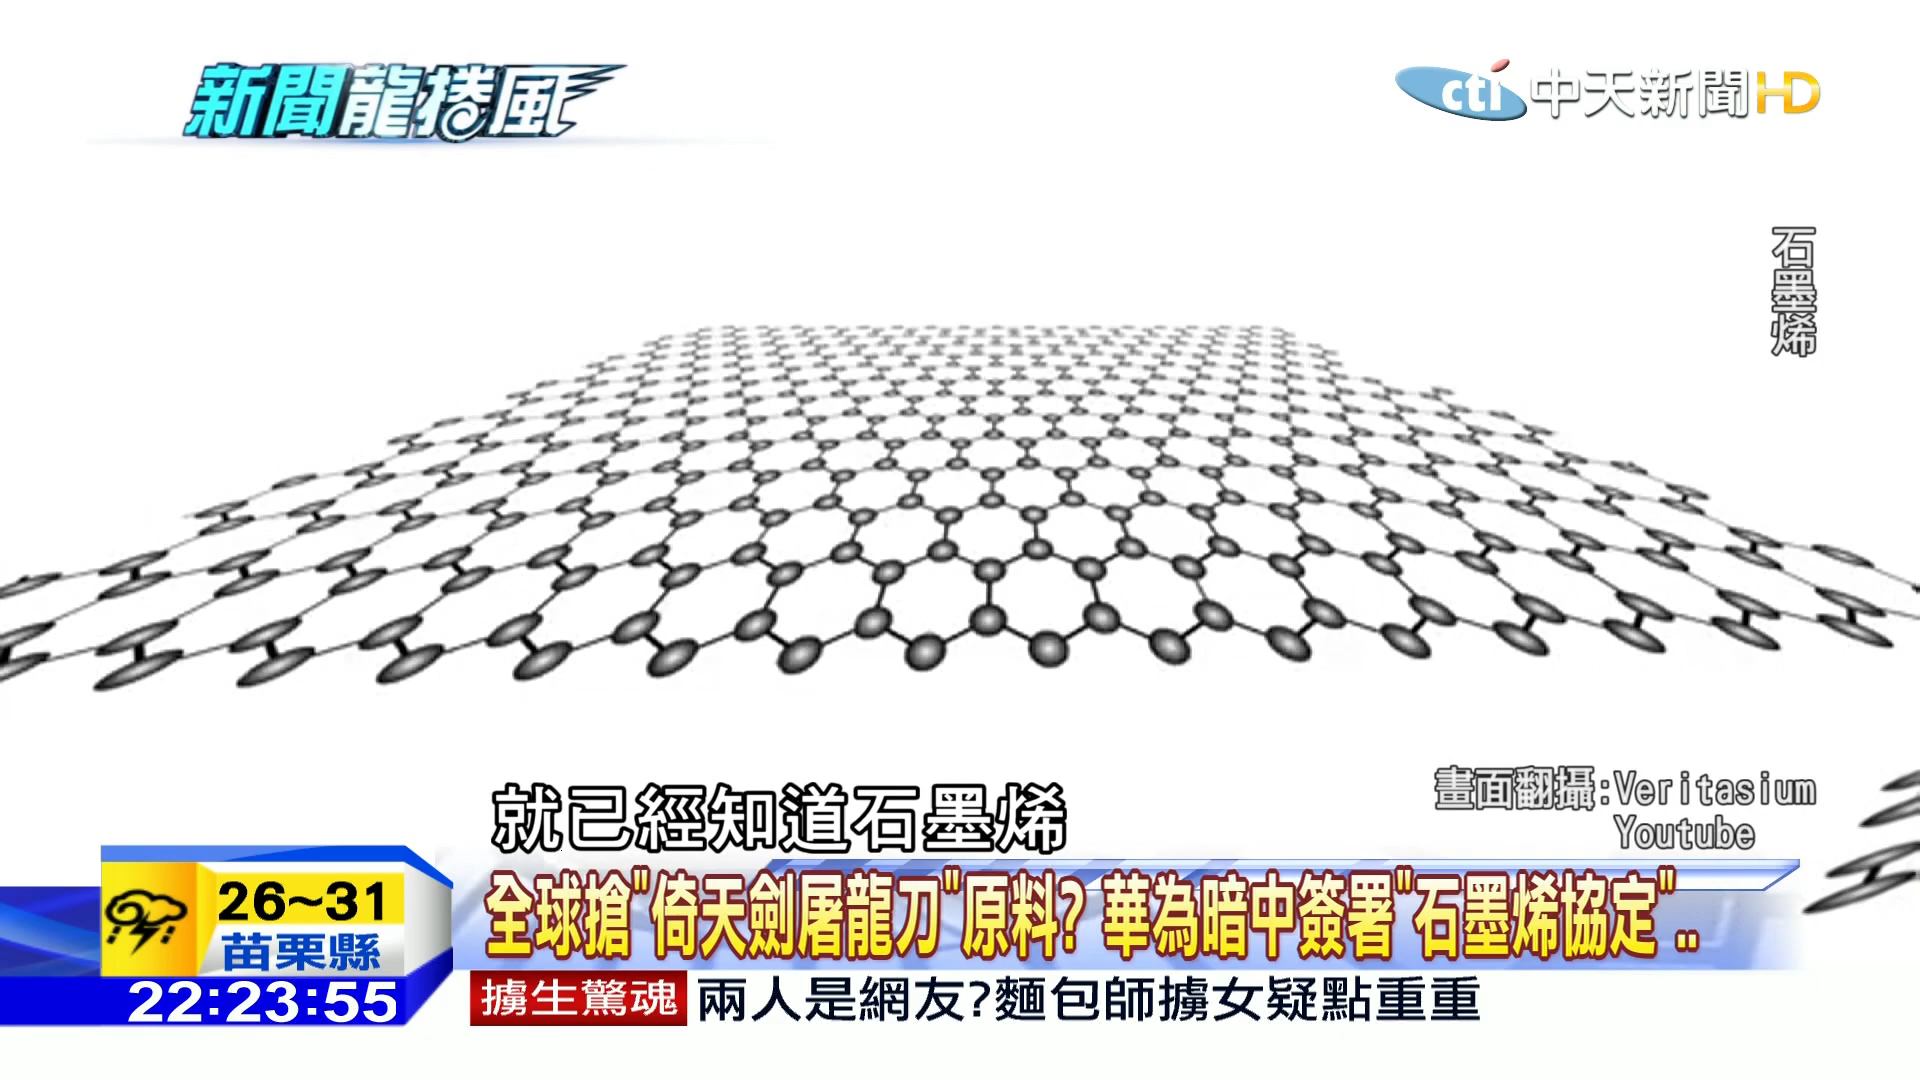 新聞龍捲風
cti 中天新聞HD
石墨烯
畫面翻攝:Veritasium
Youtube
就已經知道石墨烯
全球搶"倚天劍屠龍刀"原料? 華為暗中簽署"石墨烯協定"..
26~31
苗栗縣
22:23:55
擄生驚魂 兩人是網友?麵包師擄女疑點重重